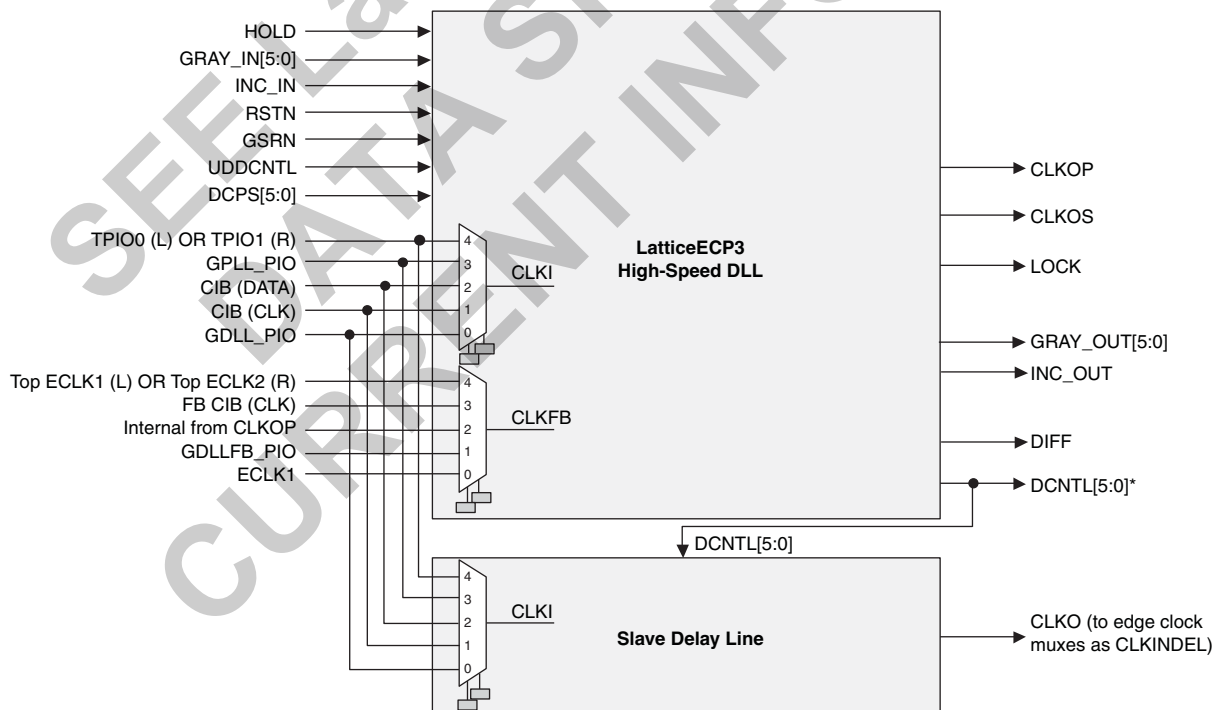 HOLD
GRAY_IN[5:0]
INC_IN
RSTN
GSRN
UDDCNTL
DCPS[5:0]
TPIO0 (L) OR TPIO1 (R)
GPLL_PIO
CIB (DATA)
CIB (CLK)
GDLL_PIO
4
3
2
1
0
CLKI
Top ECLK1 (L) OR Top ECLK2 (R)
FB CIB (CLK)
Internal from CLKOP
GDLLFB_PIO
ECLK1
4
3
2
1
0
CLKFB
LatticeECP3
High-Speed DLL
CLKOP
CLKOS
LOCK
GRAY_OUT[5:0]
INC_OUT
DIFF
DCNTL[5:0]*
DCNTL[5:0]
4
3
2
1
0
CLKI
Slave Delay Line
CLKO (to edge clock
muxes as CLKINDEL)
SEE
DATA
CURRENT